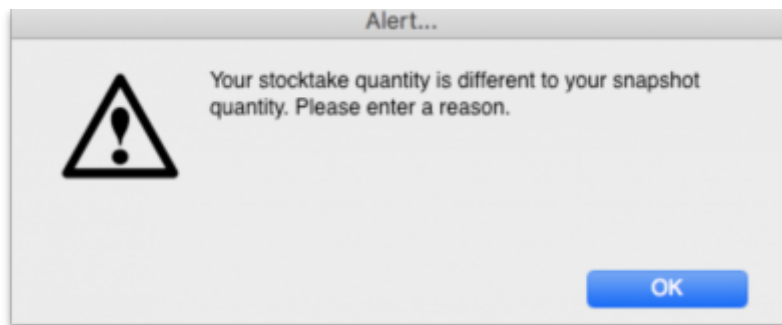 Alert...
Your stocktake quantity is different to your snapshot
quantity. Please enter a reason.
OK